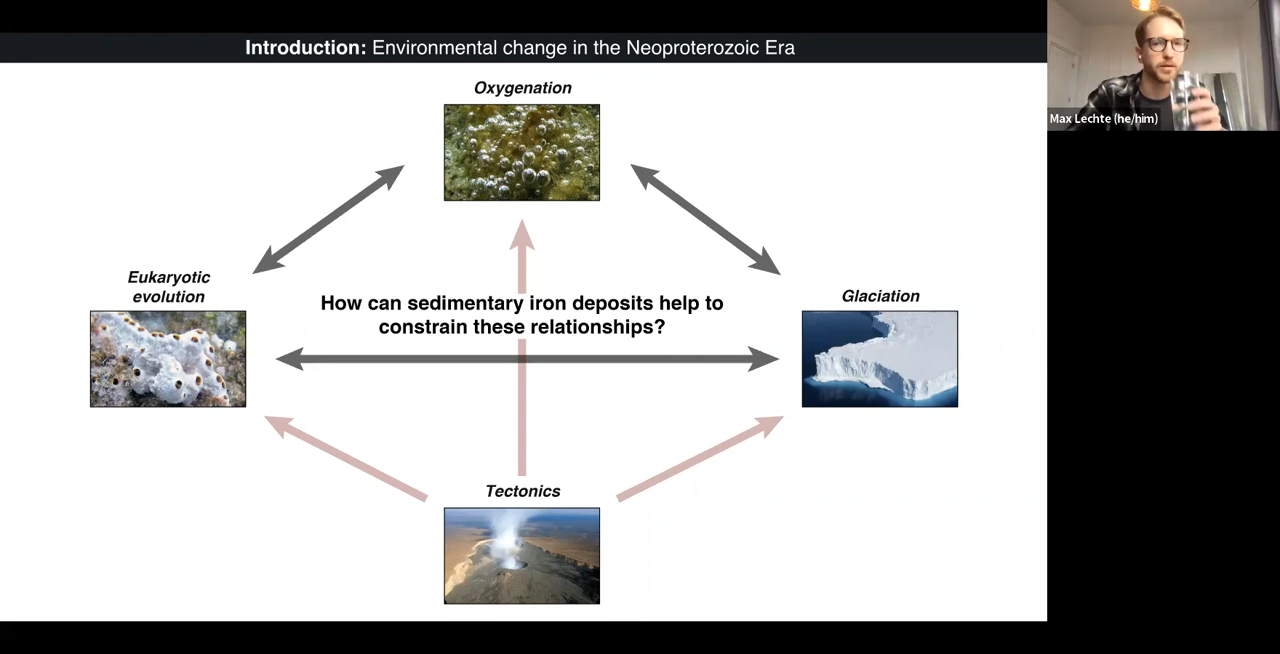 Introduction: Environmental change in the Neoproterozoic Era
Max Lechte (he/him)
Oxygenation
Eukaryotic
evolution
Glaciation
How can sedimentary iron deposits help to
constrain these relationships?
Tectonics